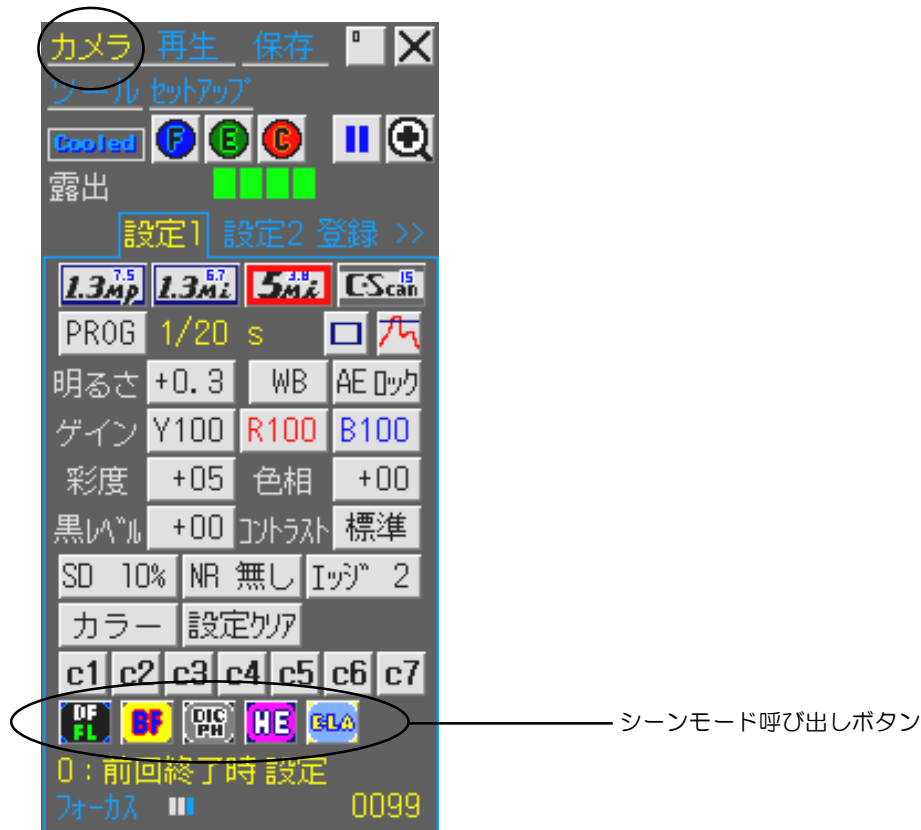 カメラ 再生 保存
ツール ｾｯﾄｱｯﾌﾟ
Cooled F E C
露出
設定1 設定2 登録 >>
1.3Mp 7.5 1.3Mi 6.7 5Mi 3.8 C-Scan 15
PROG 1/20 s
明るさ +0.3 WB AE ﾛｯｸ
ゲイン Y100 R100 B100
彩度 +05 色相 +00
黒ﾚﾍﾞﾙ +00 ｺﾝﾄﾗｽﾄ 標準
SD 10% NR 無し ｴｯｼﾞ 2
カラー 設定ｸﾘｱ
c1 c2 c3 c4 c5 c6 c7
DF FL BF DIC PH HE ELA シーンモード呼び出しボタン
0:前回終了時 設定
ﾌｫｰｶｽ 0099